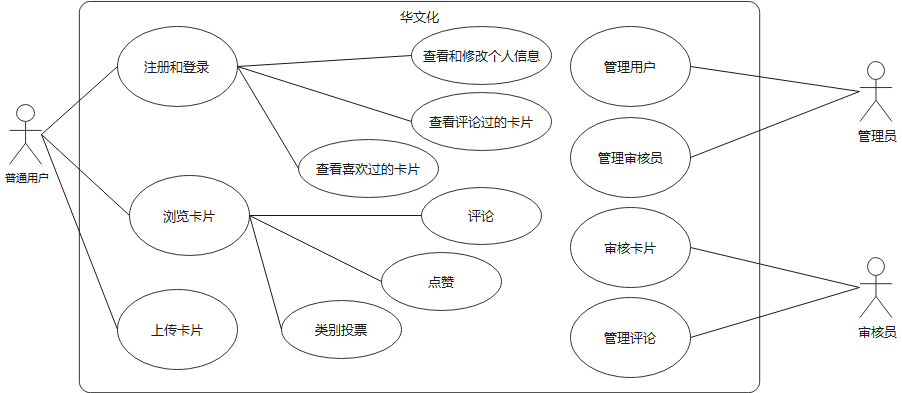 华文化
注册和登录
查看和修改个人信息
管理用户
查看评论过的卡片
管理员
管理审核员
查看喜欢过的卡片
普通用户
浏览卡片
评论
审核卡片
点赞
上传卡片
类别投票
管理评论
审核员